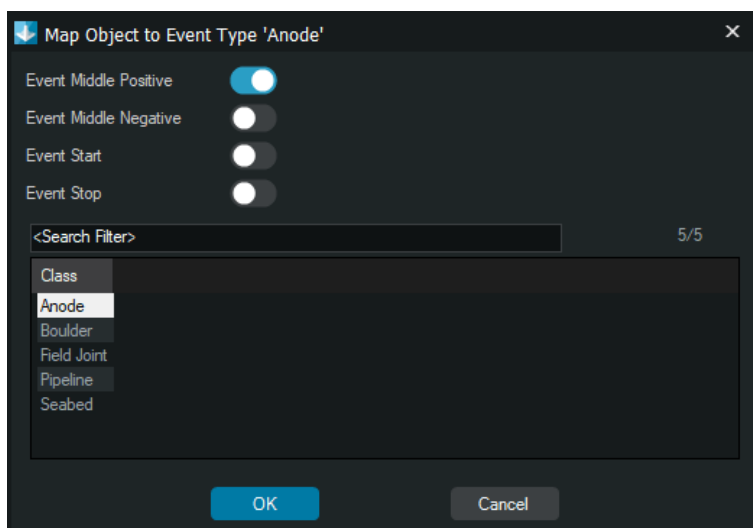 Map Object to Event Type 'Anode'
Event Middle Positive
Event Middle Negative
Event Start
Event Stop
<Search Filter> 5/5
Class
Anode
Boulder
Field Joint
Pipeline
Seabed
OK Cancel